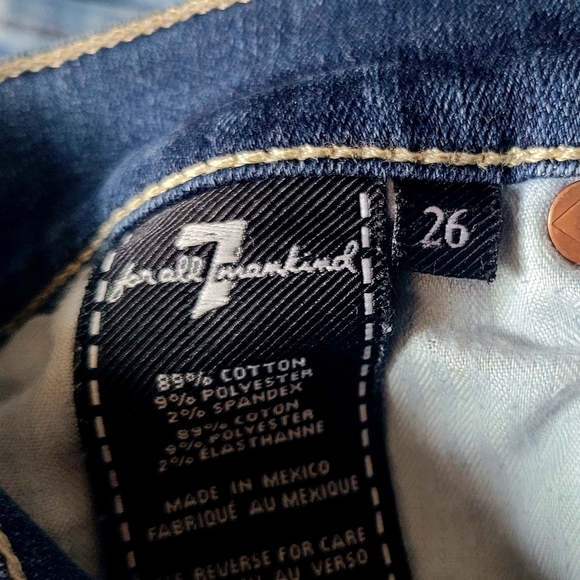 for all 7 mankind
26
89% COTTON
9% POLYESTER
2% SPANDEX
89% COTON
9% POLYESTER
2% ÉLASTHANNE
MADE IN MEXICO
FABRIQUÉ AU MEXIQUE
REVERSE FOR CARE
AU VERSO